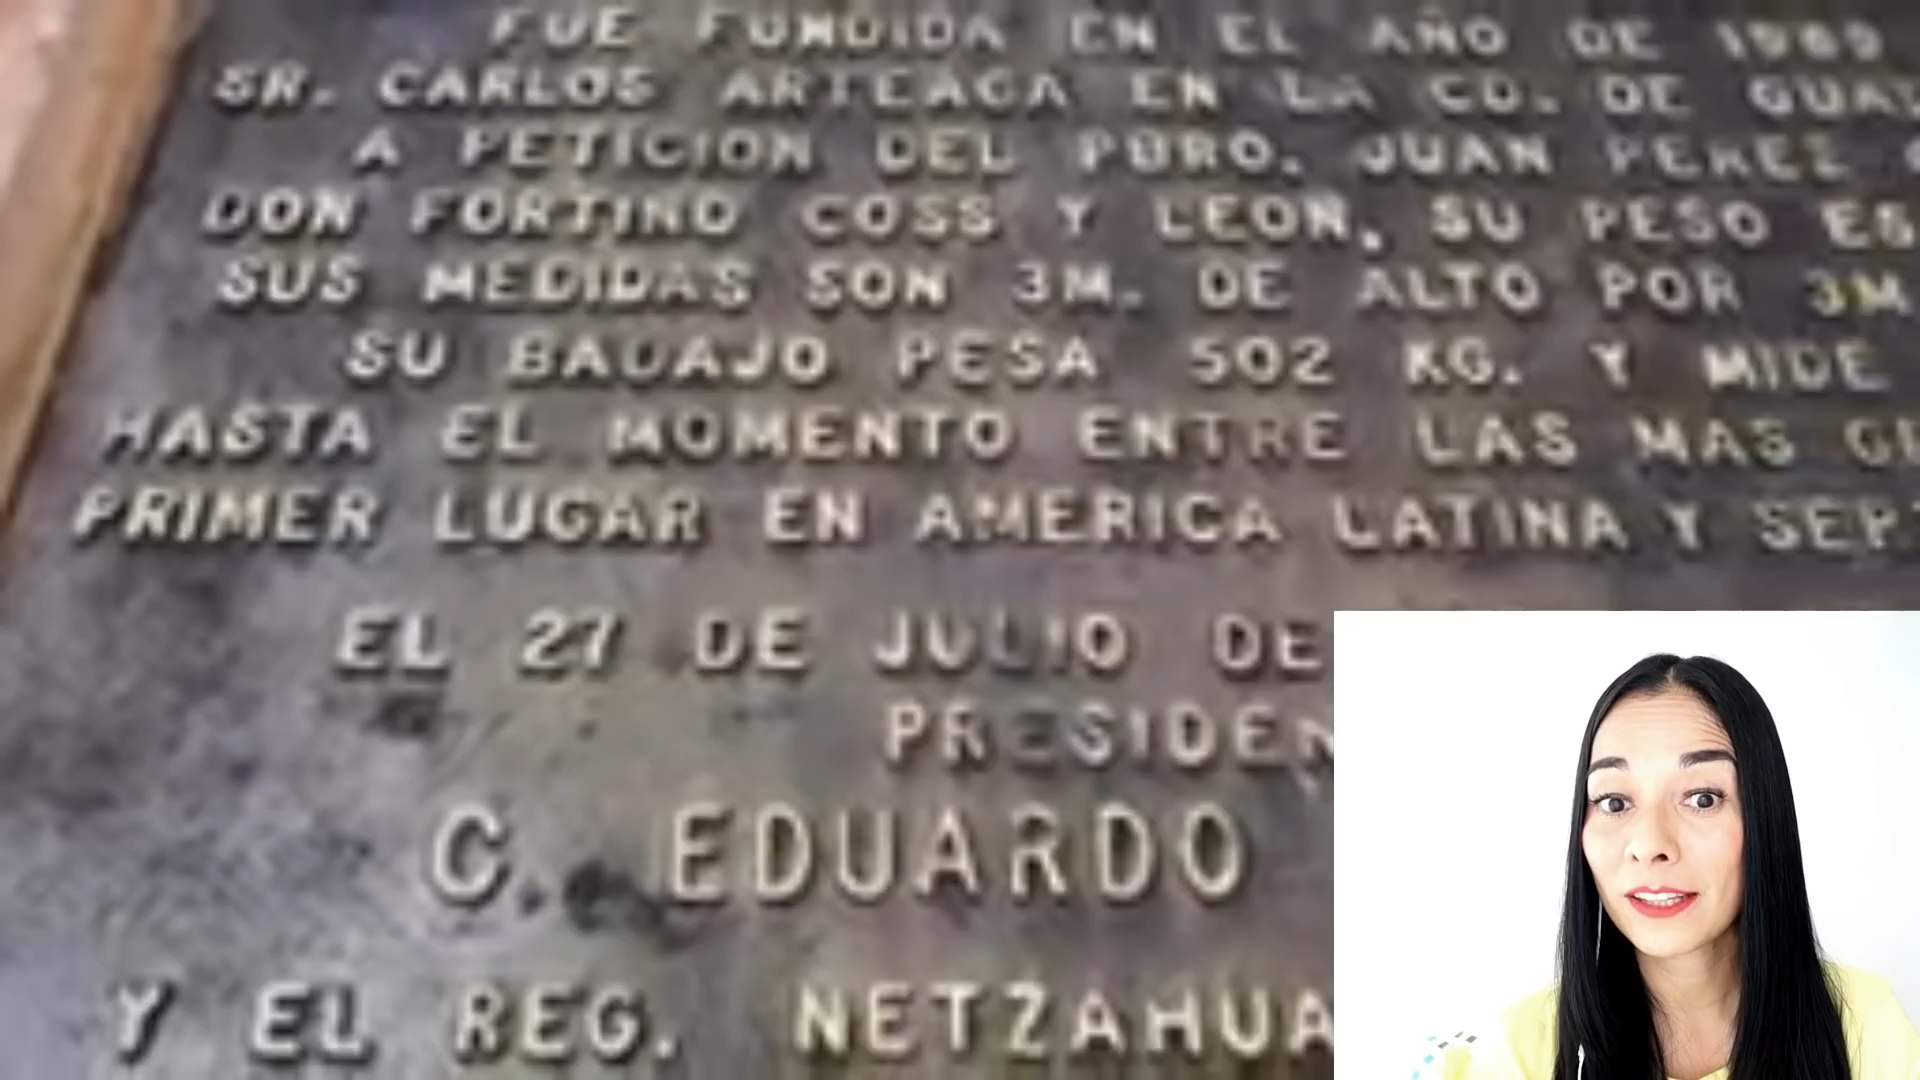 FUE FUNDIDA EN EL AÑO DE 1989
SR. CARLOS ARTEAGA EN LA CD. DE
A PETICION DEL PBRO. JUAN PEREZ
DON FORTINO COSS Y LEON, SU PESO ES
SUS MEDIDAS SON 3M. DE ALTO POR 3M
SU BADAJO PESA 502 KG. Y MIDE
HASTA EL MOMENTO ENTRE LAS MAS
PRIMER LUGAR EN AMERICA LATINA Y
EL 27 DE JULIO DE
C. EDUARDO
Y EL REG.